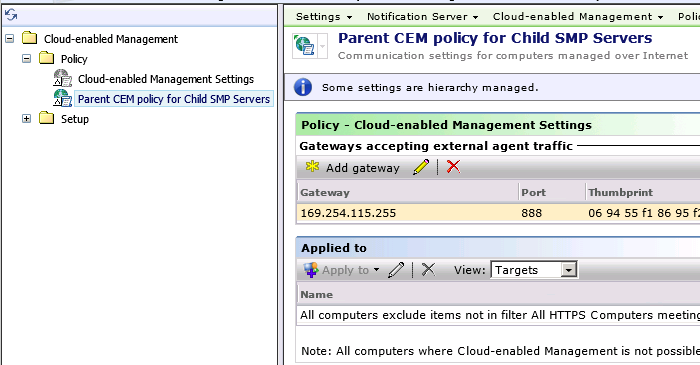 Cloud-enabled Management
Policy
Cloud-enabled Management Settings
Parent CEM policy for Child SMP Servers
Setup
Settings Notification Server Cloud-enabled Management
Parent CEM policy for Child SMP Servers
Communication settings for computers managed over Internet
Some settings are hierarchy managed.
Policy - Cloud-enabled Management Settings
Gateways accepting external agent traffic
Add gateway
Gateway Port Thumbprint
169.254.115.255 888 06 94 55 f1 86 95
Applied to
Apply to View: Targets
Name
All computers exclude items not in filter All HTTPS Computers meeting
Note: All computers where Cloud-enabled Management is not possible